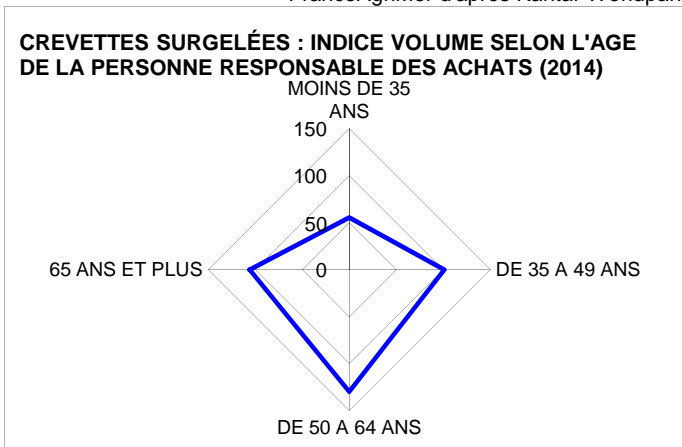 CREVETTES SURGELÉES : INDICE VOLUME SELON L'AGE
DE LA PERSONNE RESPONSABLE DES ACHATS (2014)
MOINS DE 35
ANS
150
100
50
0
65 ANS ET PLUS
DE 35 A 49 ANS
DE 50 A 64 ANS